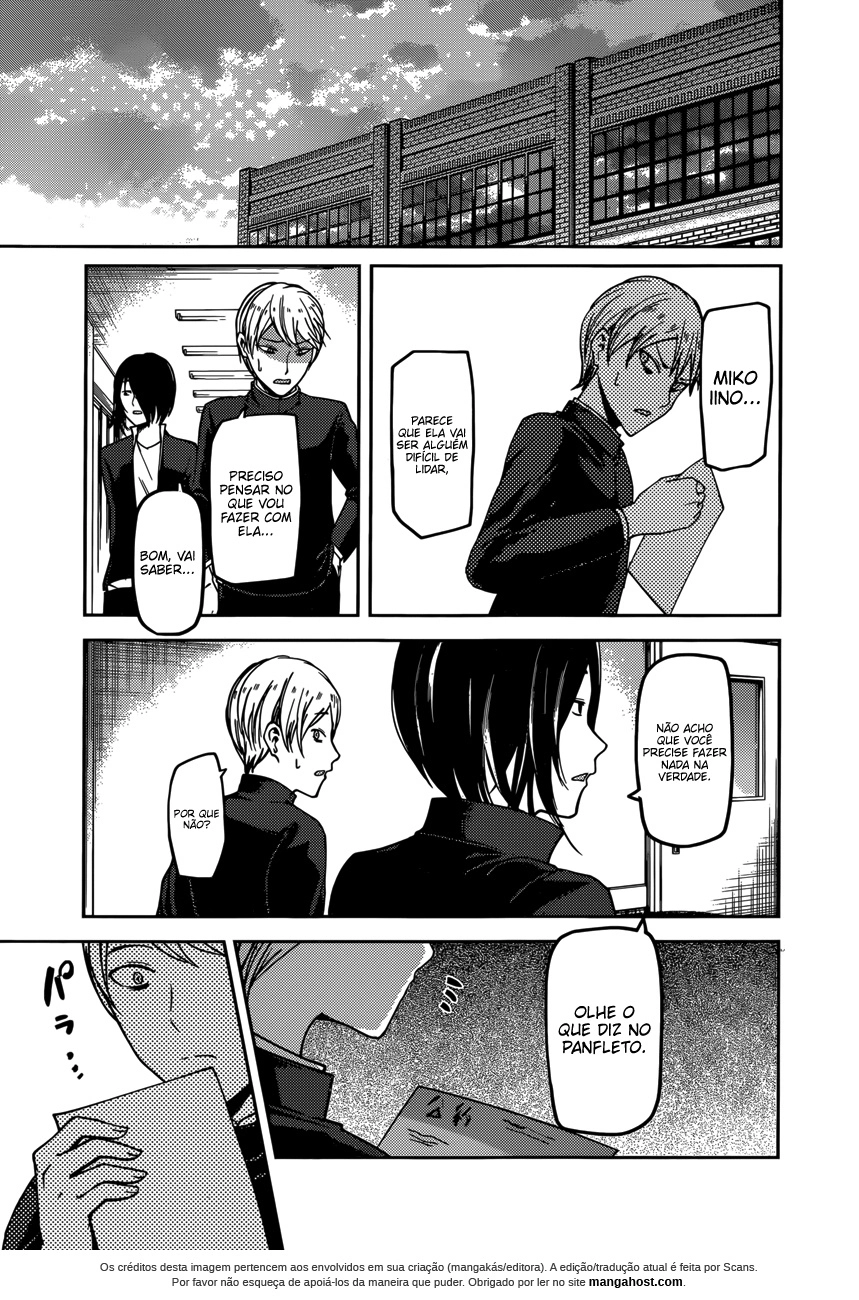 MIKO
IINO...
PARECE
QUE ELA VAI
SER ALGUÉM
DIFÍCIL DE
LIDAR,
PRECISO
PENSAR NO
QUE VOU
FAZER COM
ELA...
BOM, VAI
SABER...
NÃO ACHO
QUE VOCÊ
PRECISE FAZER
NADA NA
VERDADE.
POR QUE
NÃO?
OLHE O
QUE DIZ NO
PANFLETO.
パラ...
Os créditos desta imagem pertencem aos envolvidos em sua criação (mangakás/editora). A edição/tradução atual é feita por Scans.
Por favor não esqueça de apoiá-los da maneira que puder. Obrigado por ler no site mangahost.com.